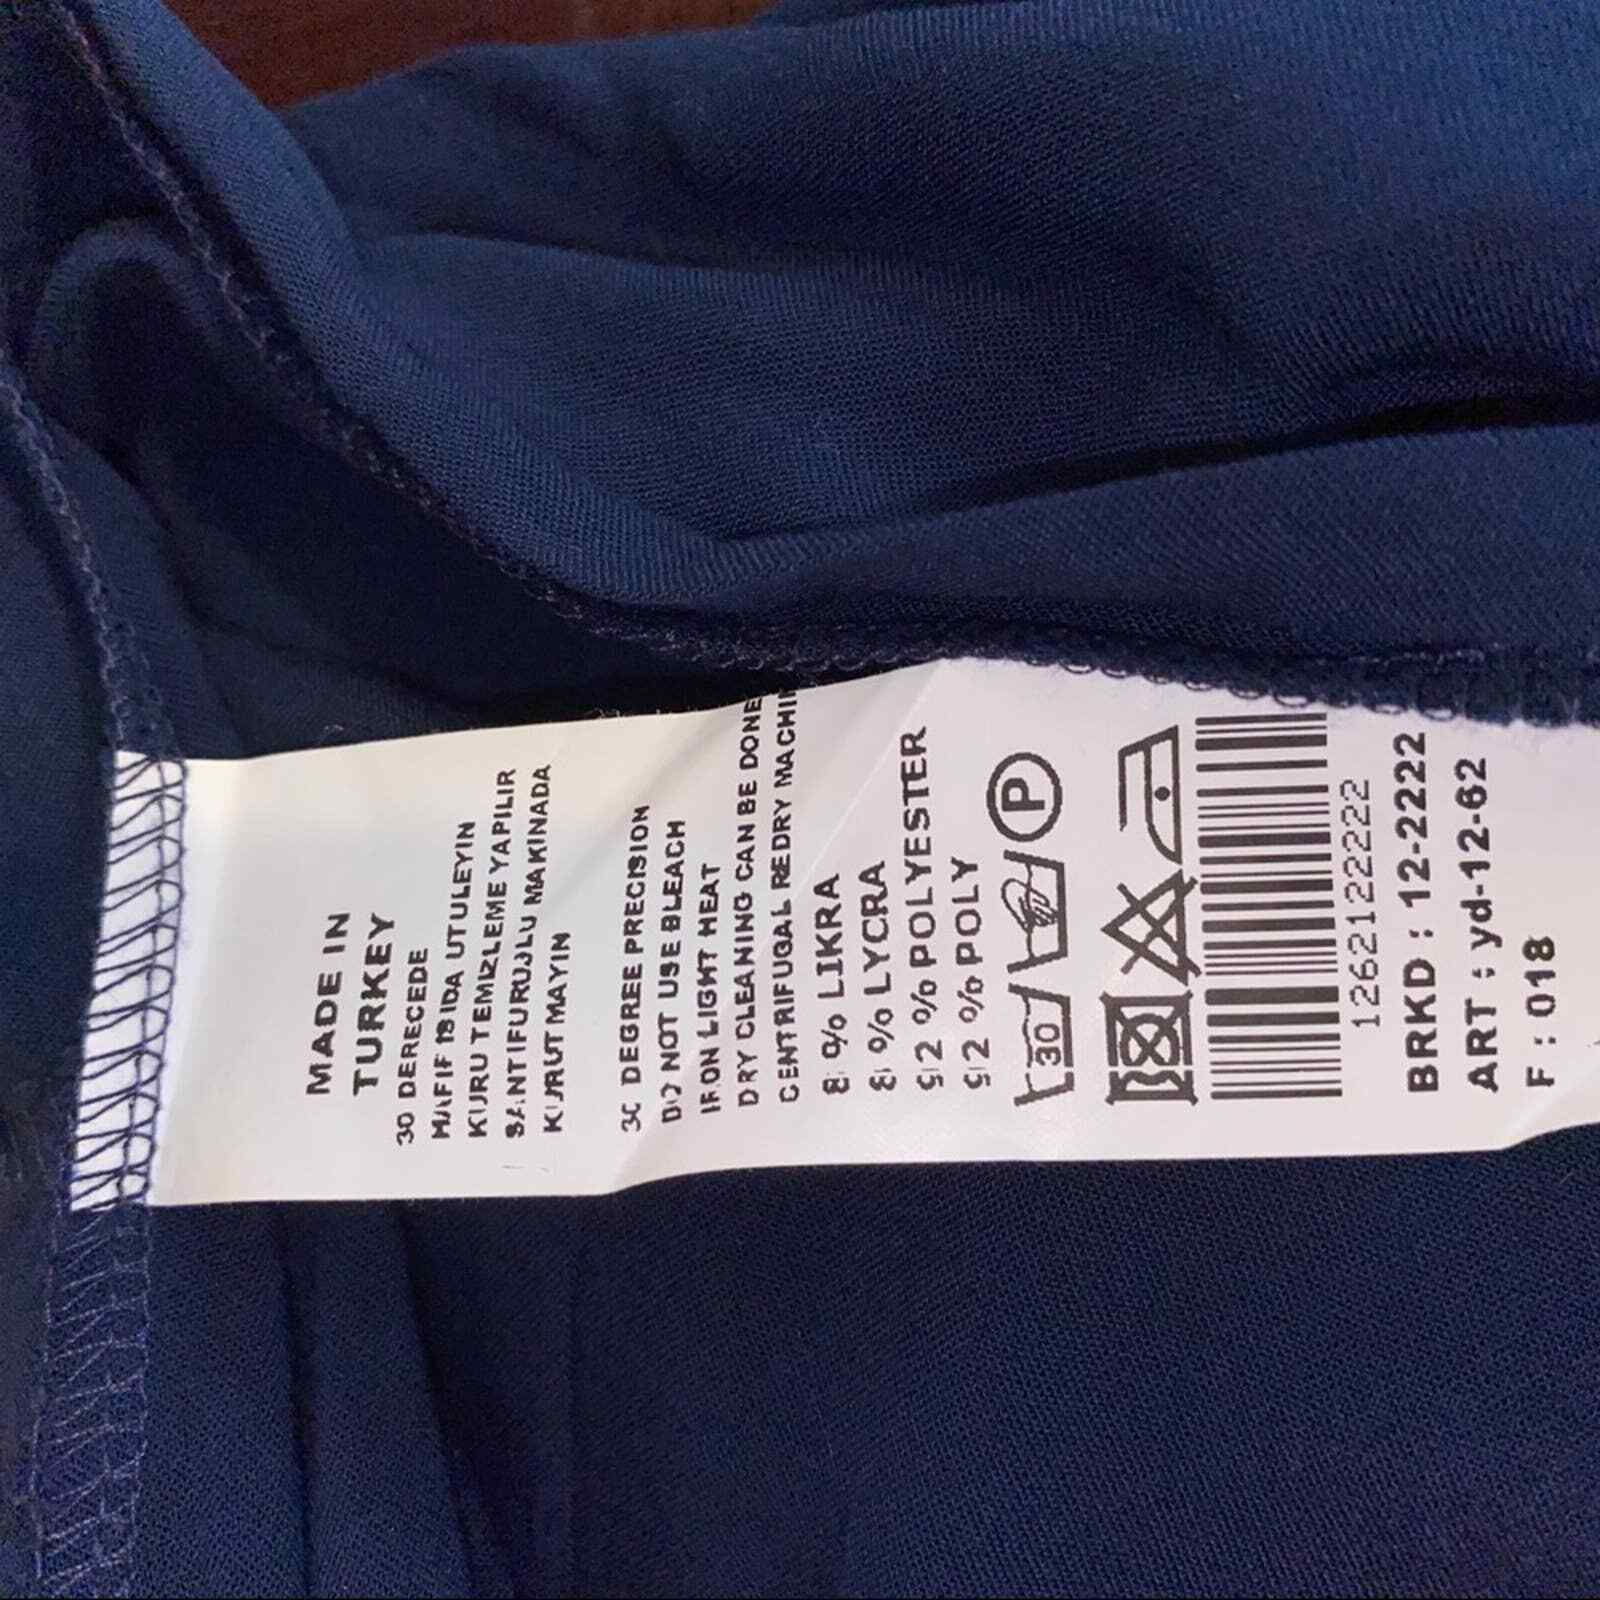 MADE IN
TURKEY
30 DERECEDE
HAFIF ISIDA UTULEYIN
KURU TEMIZLEME YAPILIR
SANTIFURUJLU MAKINADA
KURUTMAYIN
30 DEGREE PRECISION
DO NOT USE BLEACH
IRON LIGHT HEAT
DRY CLEANING CAN BE DONE
CENTRIFUGAL REDRY MACHIN
8 % LIKRA
8 % LYCRA
92 % POLYESTER
92 % POLY
30 P
126212222
BRKD : 12-2222
ART : yd-12-62
F : 018